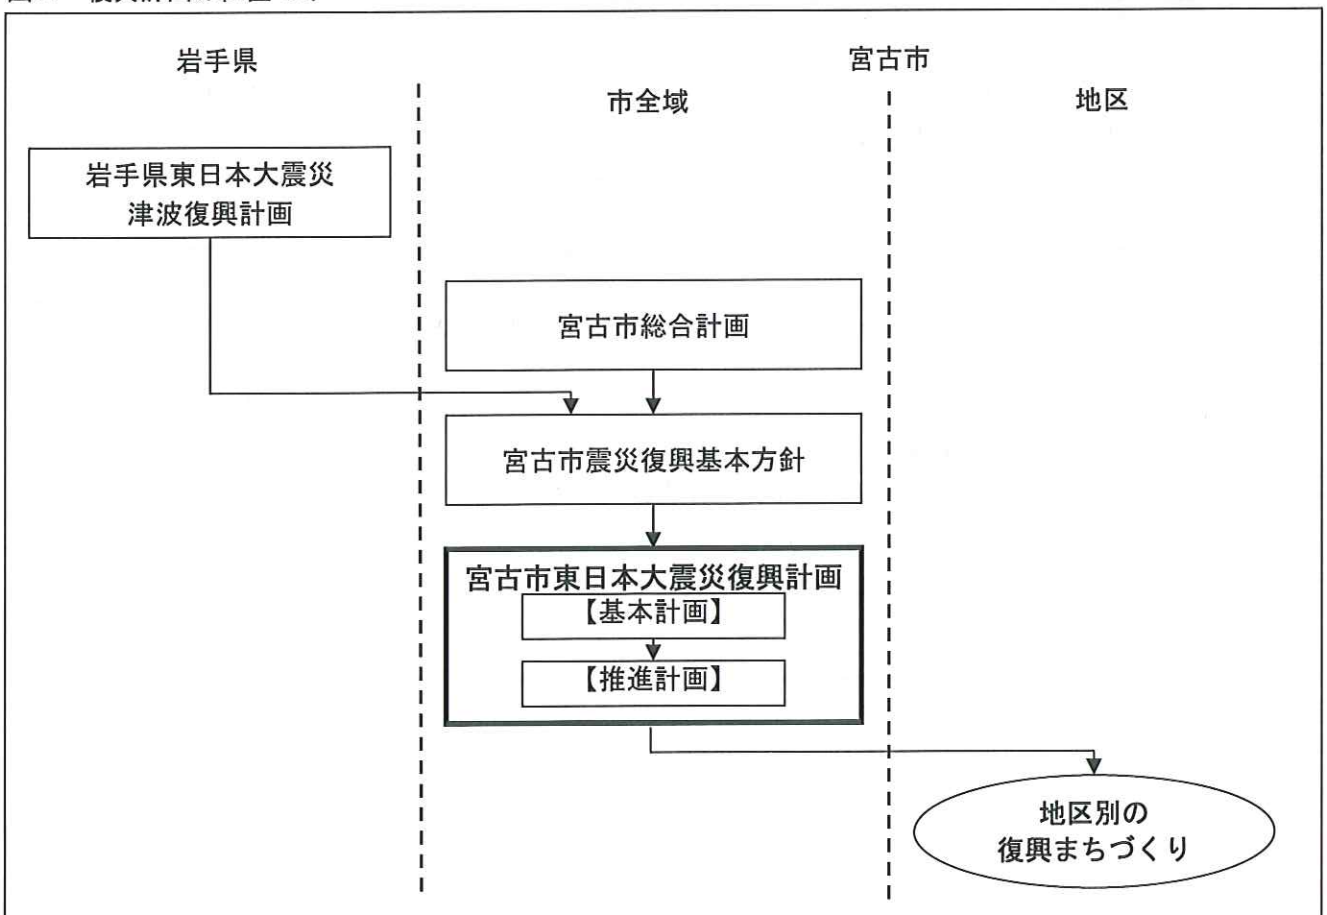 岩手県
宮古市
市全域
地区
岩手県東日本大震災
津波復興計画
宮古市総合計画
宮古市震災復興基本方針
宮古市東日本大震災復興計画
【基本計画】
【推進計画】
地区別の
復興まちづくり